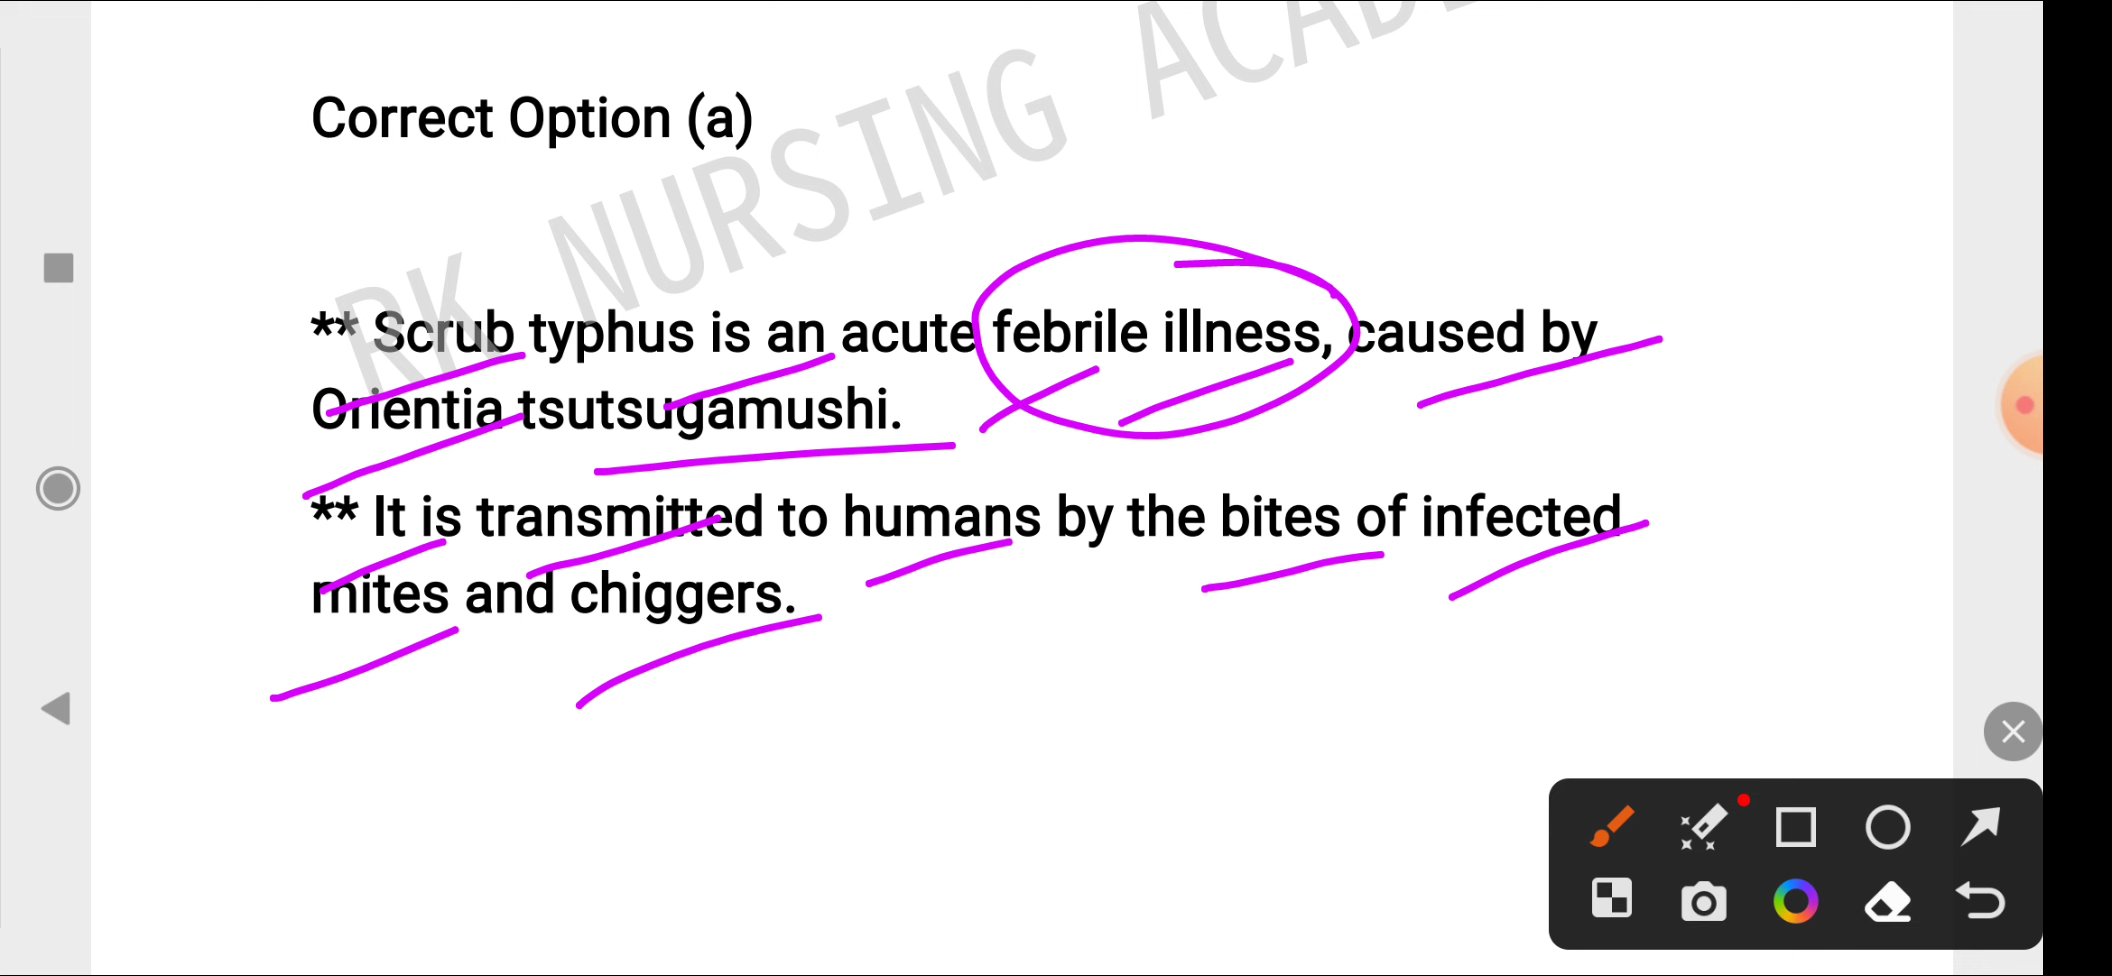 RK NURSING
Correct Option (a)
** Scrub typhus is an acute febrile illness, caused by
Orientia tsutsugamushi.
** It is transmitted to humans by the bites of infected
mites and chiggers.